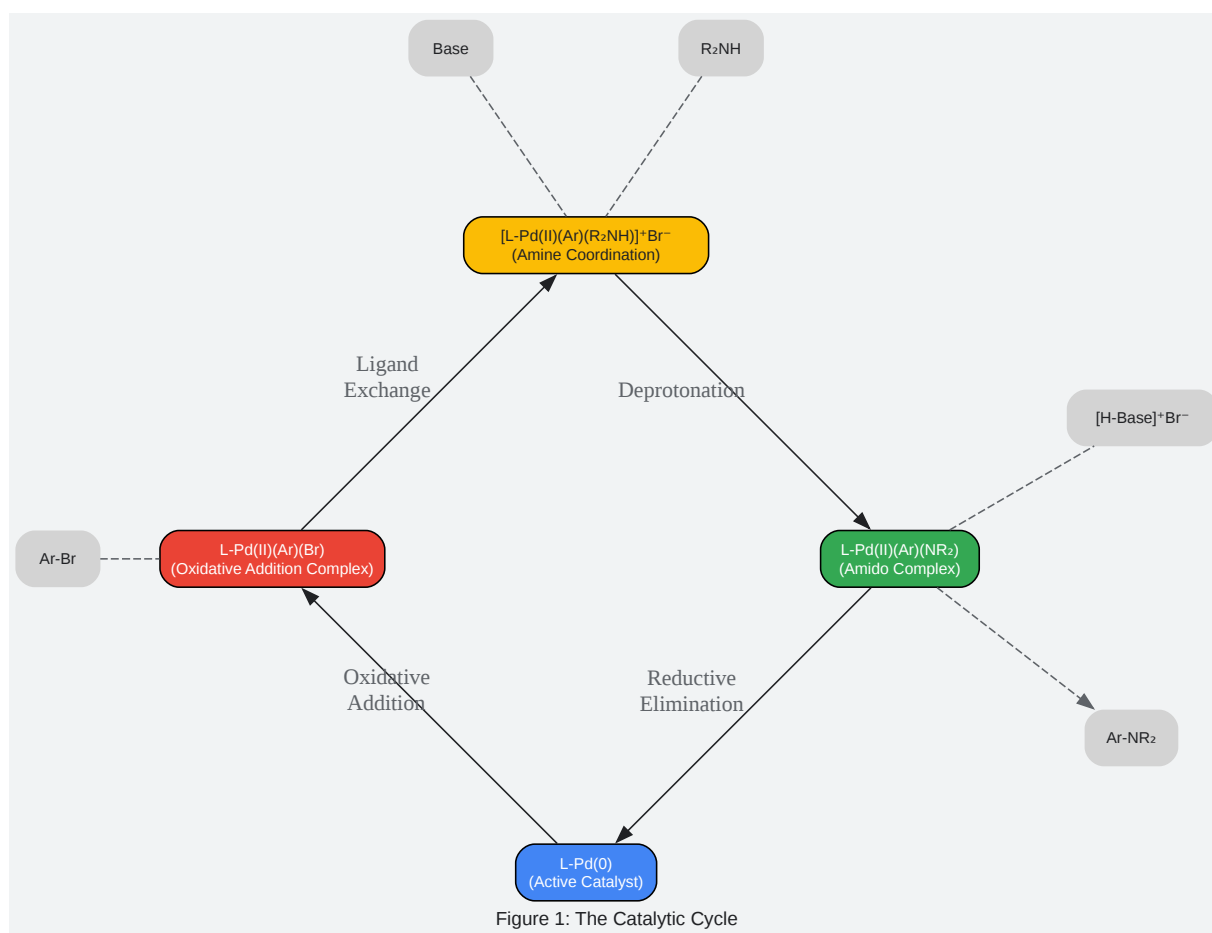 Base
R₂NH
[L-Pd(II)(Ar)(R₂NH)]⁺Br⁻
(Amine Coordination)
Ligand
Exchange
Deprotonation
[H-Base]⁺Br⁻
Ar-Br
L-Pd(II)(Ar)(Br)
(Oxidative Addition Complex)
L-Pd(II)(Ar)(NR₂)
(Amido Complex)
Oxidative
Addition
Reductive
Elimination
Ar-NR₂
L-Pd(0)
(Active Catalyst)
Figure 1: The Catalytic Cycle